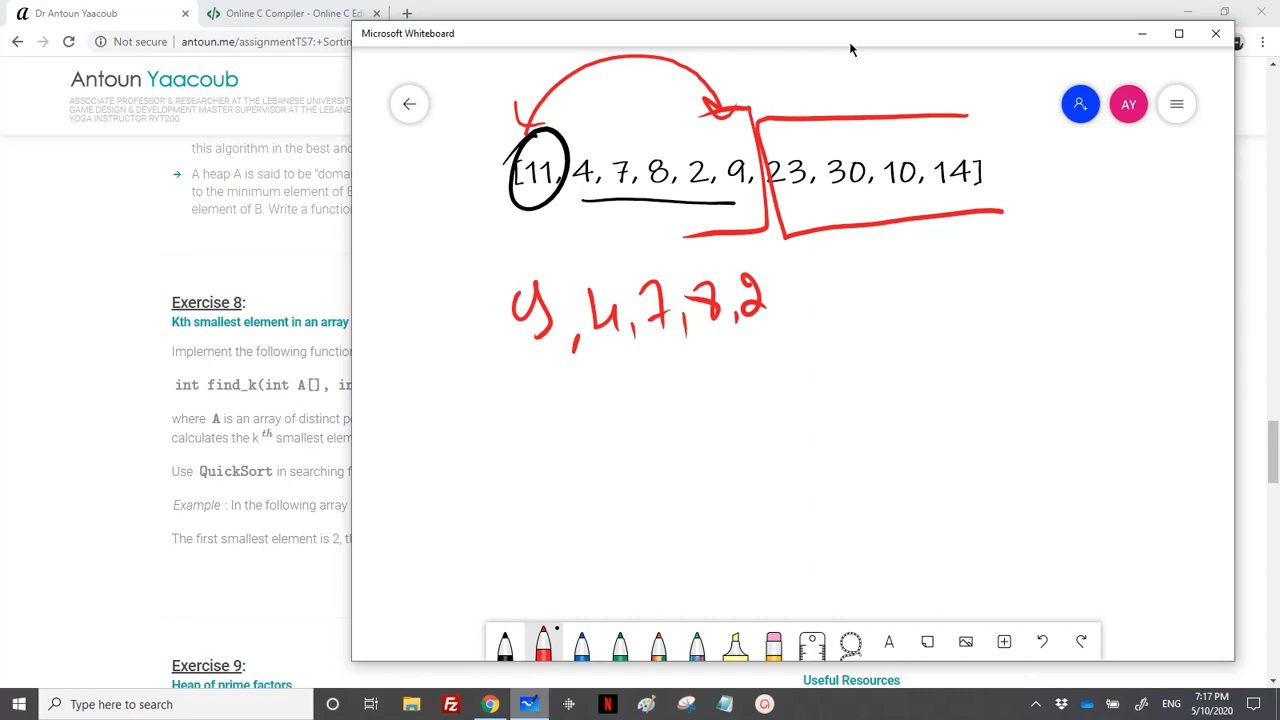 Dr Antoun Yaacoub
Online C Compiler - Online C Edi
Not secure
antoun.me/assignmentTS7:+Sortin
Microsoft Whiteboard
Antoun Yaacoub
ASSOCIATE PROFESSOR & RESEARCHER AT THE LEBANESE UNIVERSI
GAME DESIGN & DEVELOPMENT MASTER SUPERVISOR AT THE LEBANE
YOGA INSTRUCTOR RYT200
AY
this algorithm in the best and
A heap A is said to be "domi
to the minimum element of B
element of B. Write a function
[11, 4, 7, 8, 2, 9, 23, 30, 10, 14]
9, 4, 7, 8, 2
Exercise 8:
Kth smallest element in an array
Implement the following functio
int find_k(int A[], in
where A is an array of distinct po
calculates the k th smallest elem
Use QuickSort in searching f
Example : In the following array
The first smallest element is 2, th
Exercise 9:
Heap of prime factors
Useful Resources
Type here to search
ENG
7:17 PM
5/10/2020